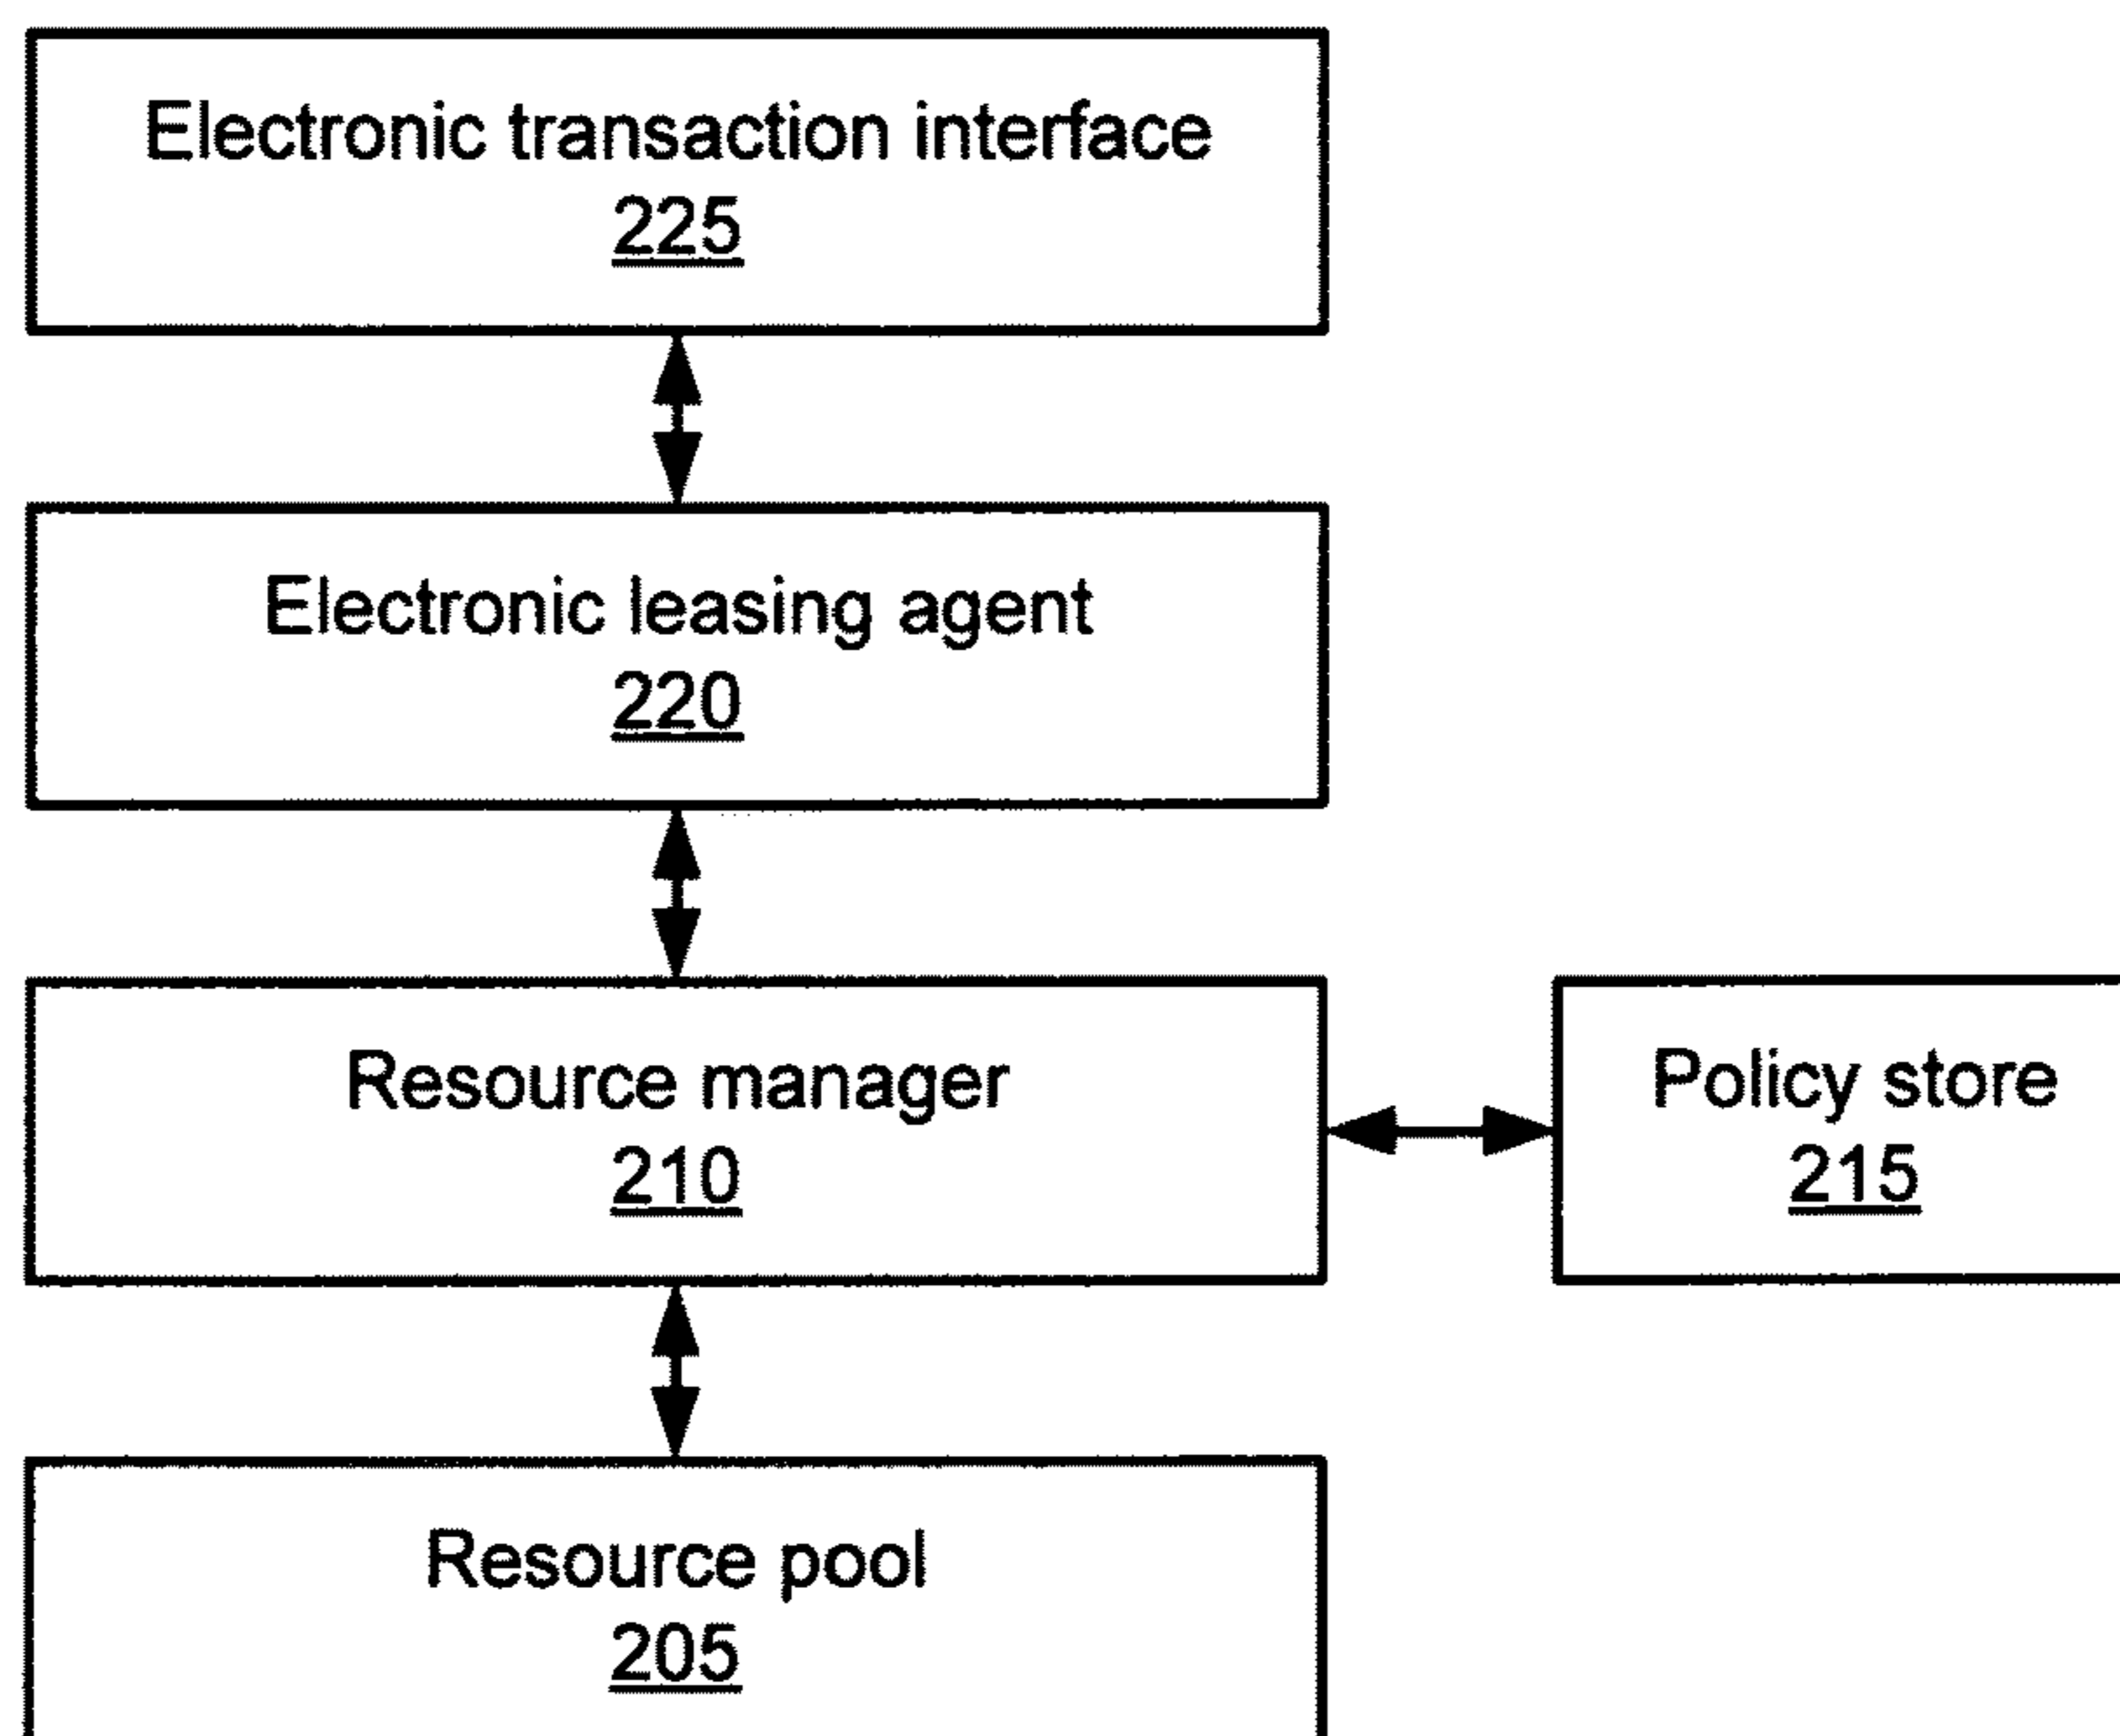 Electronic transaction interface
225
Electronic leasing agent
220
Resource manager
210
Policy store
215
Resource pool
205